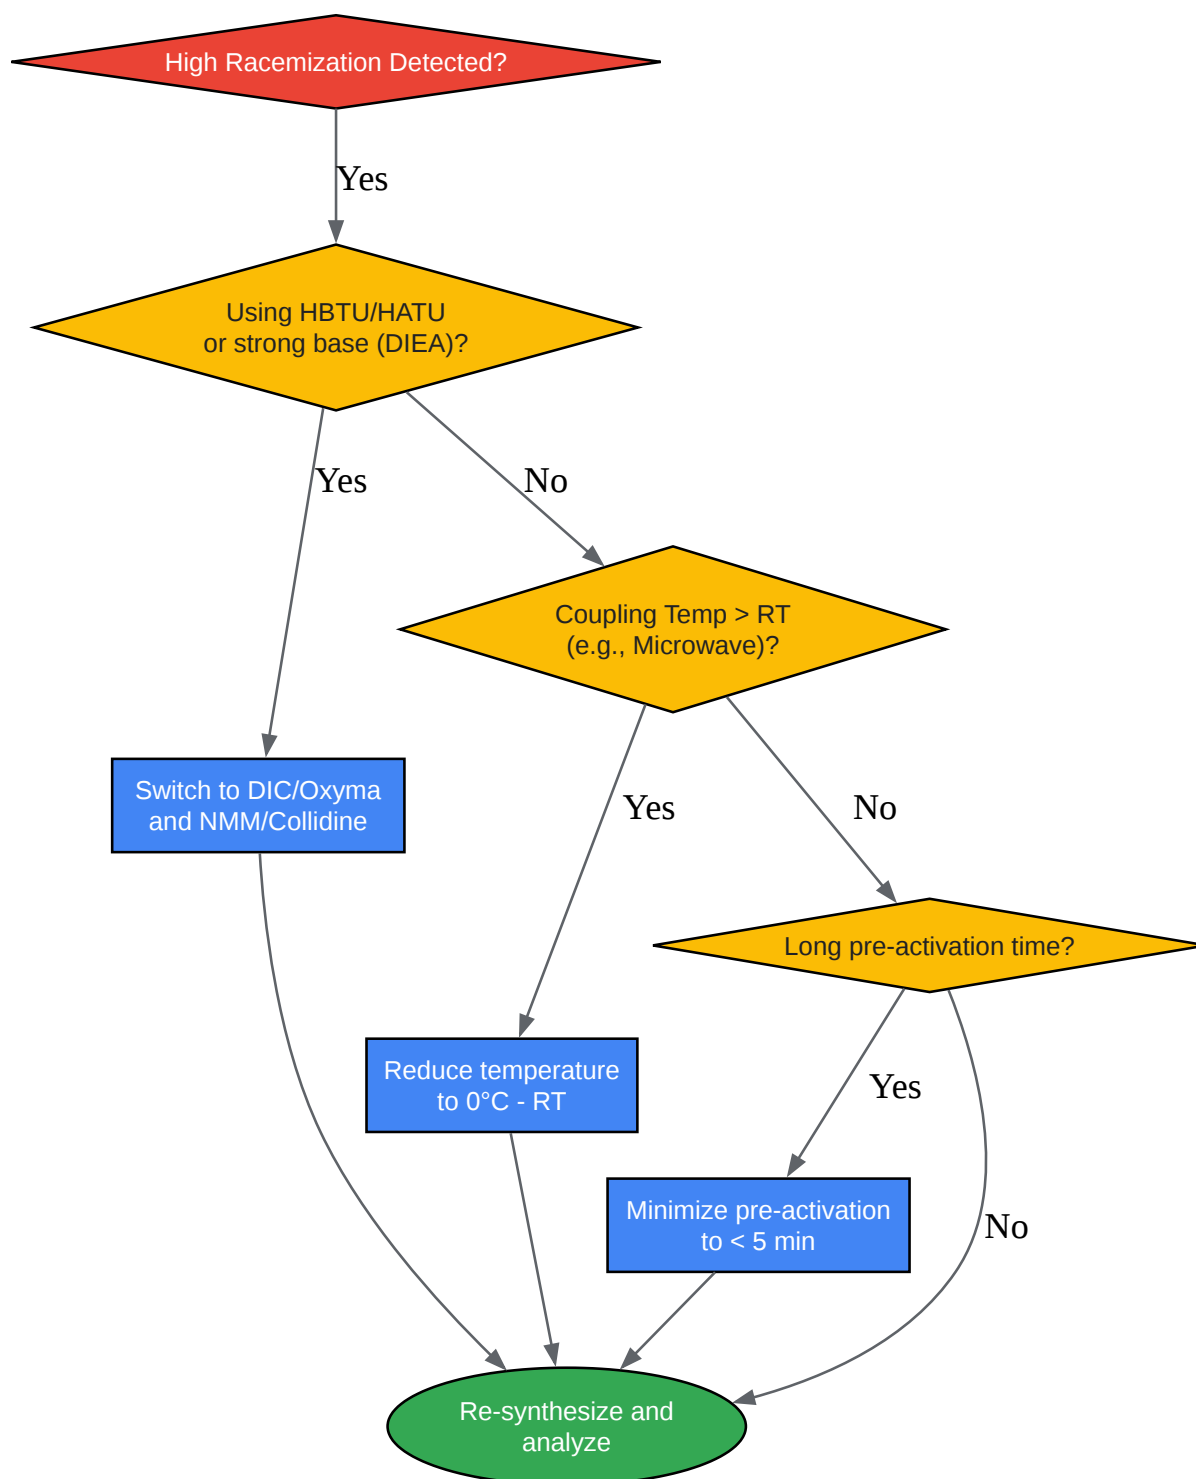 High Racemization Detected?
Yes
Using HBTU/HATU
or strong base (DIEA)?
Yes
No
Coupling Temp > RT
(e.g., Microwave)?
Switch to DIC/Oxyma
and NMM/Collidine
Yes
No
Long pre-activation time?
Reduce temperature
to 0°C - RT
Yes
Minimize pre-activation
to < 5 min
No
Re-synthesize and
analyze